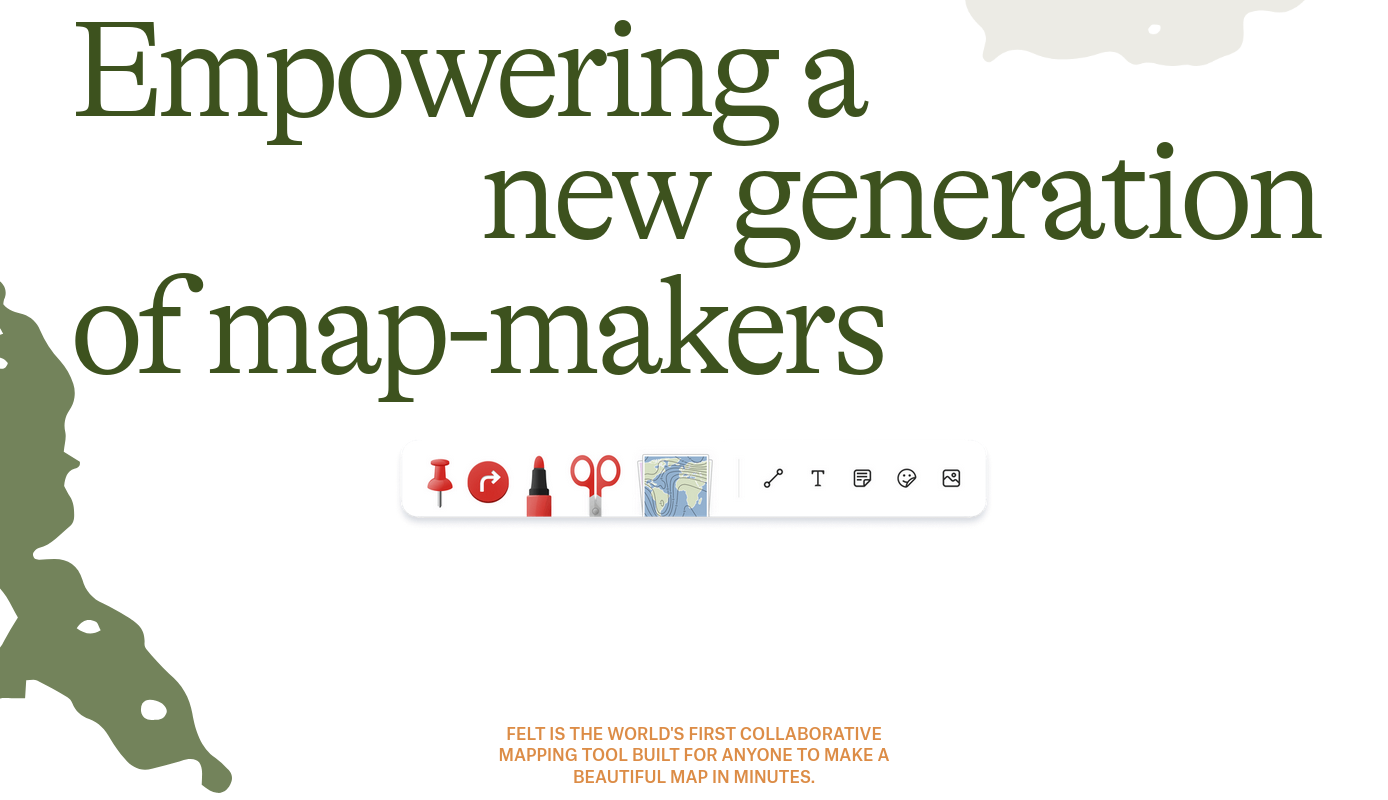 Empowering a
new generation
of map-makers
FELT IS THE WORLD'S FIRST COLLABORATIVE
MAPPING TOOL BUILT FOR ANYONE TO MAKE A
BEAUTIFUL MAP IN MINUTES.